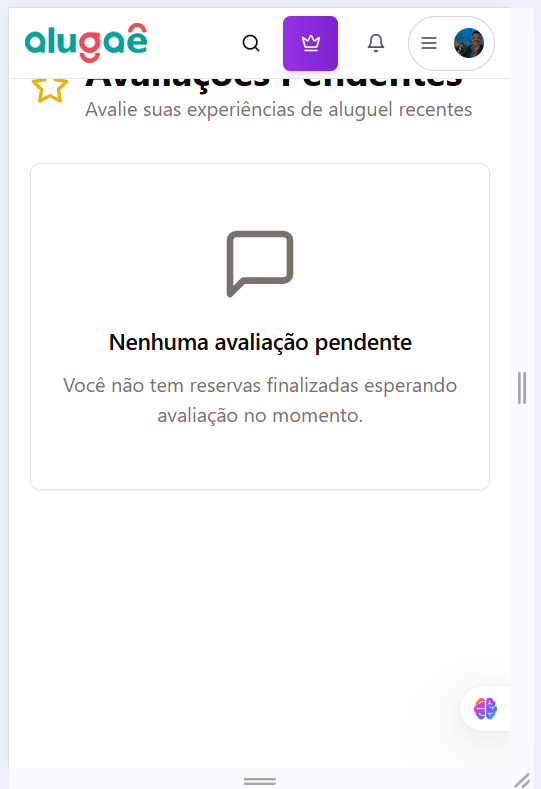 alugaê
Avaliações Pendentes
Avalie suas experiências de aluguel recentes
Nenhuma avaliação pendente
Você não tem reservas finalizadas esperando
avaliação no momento.